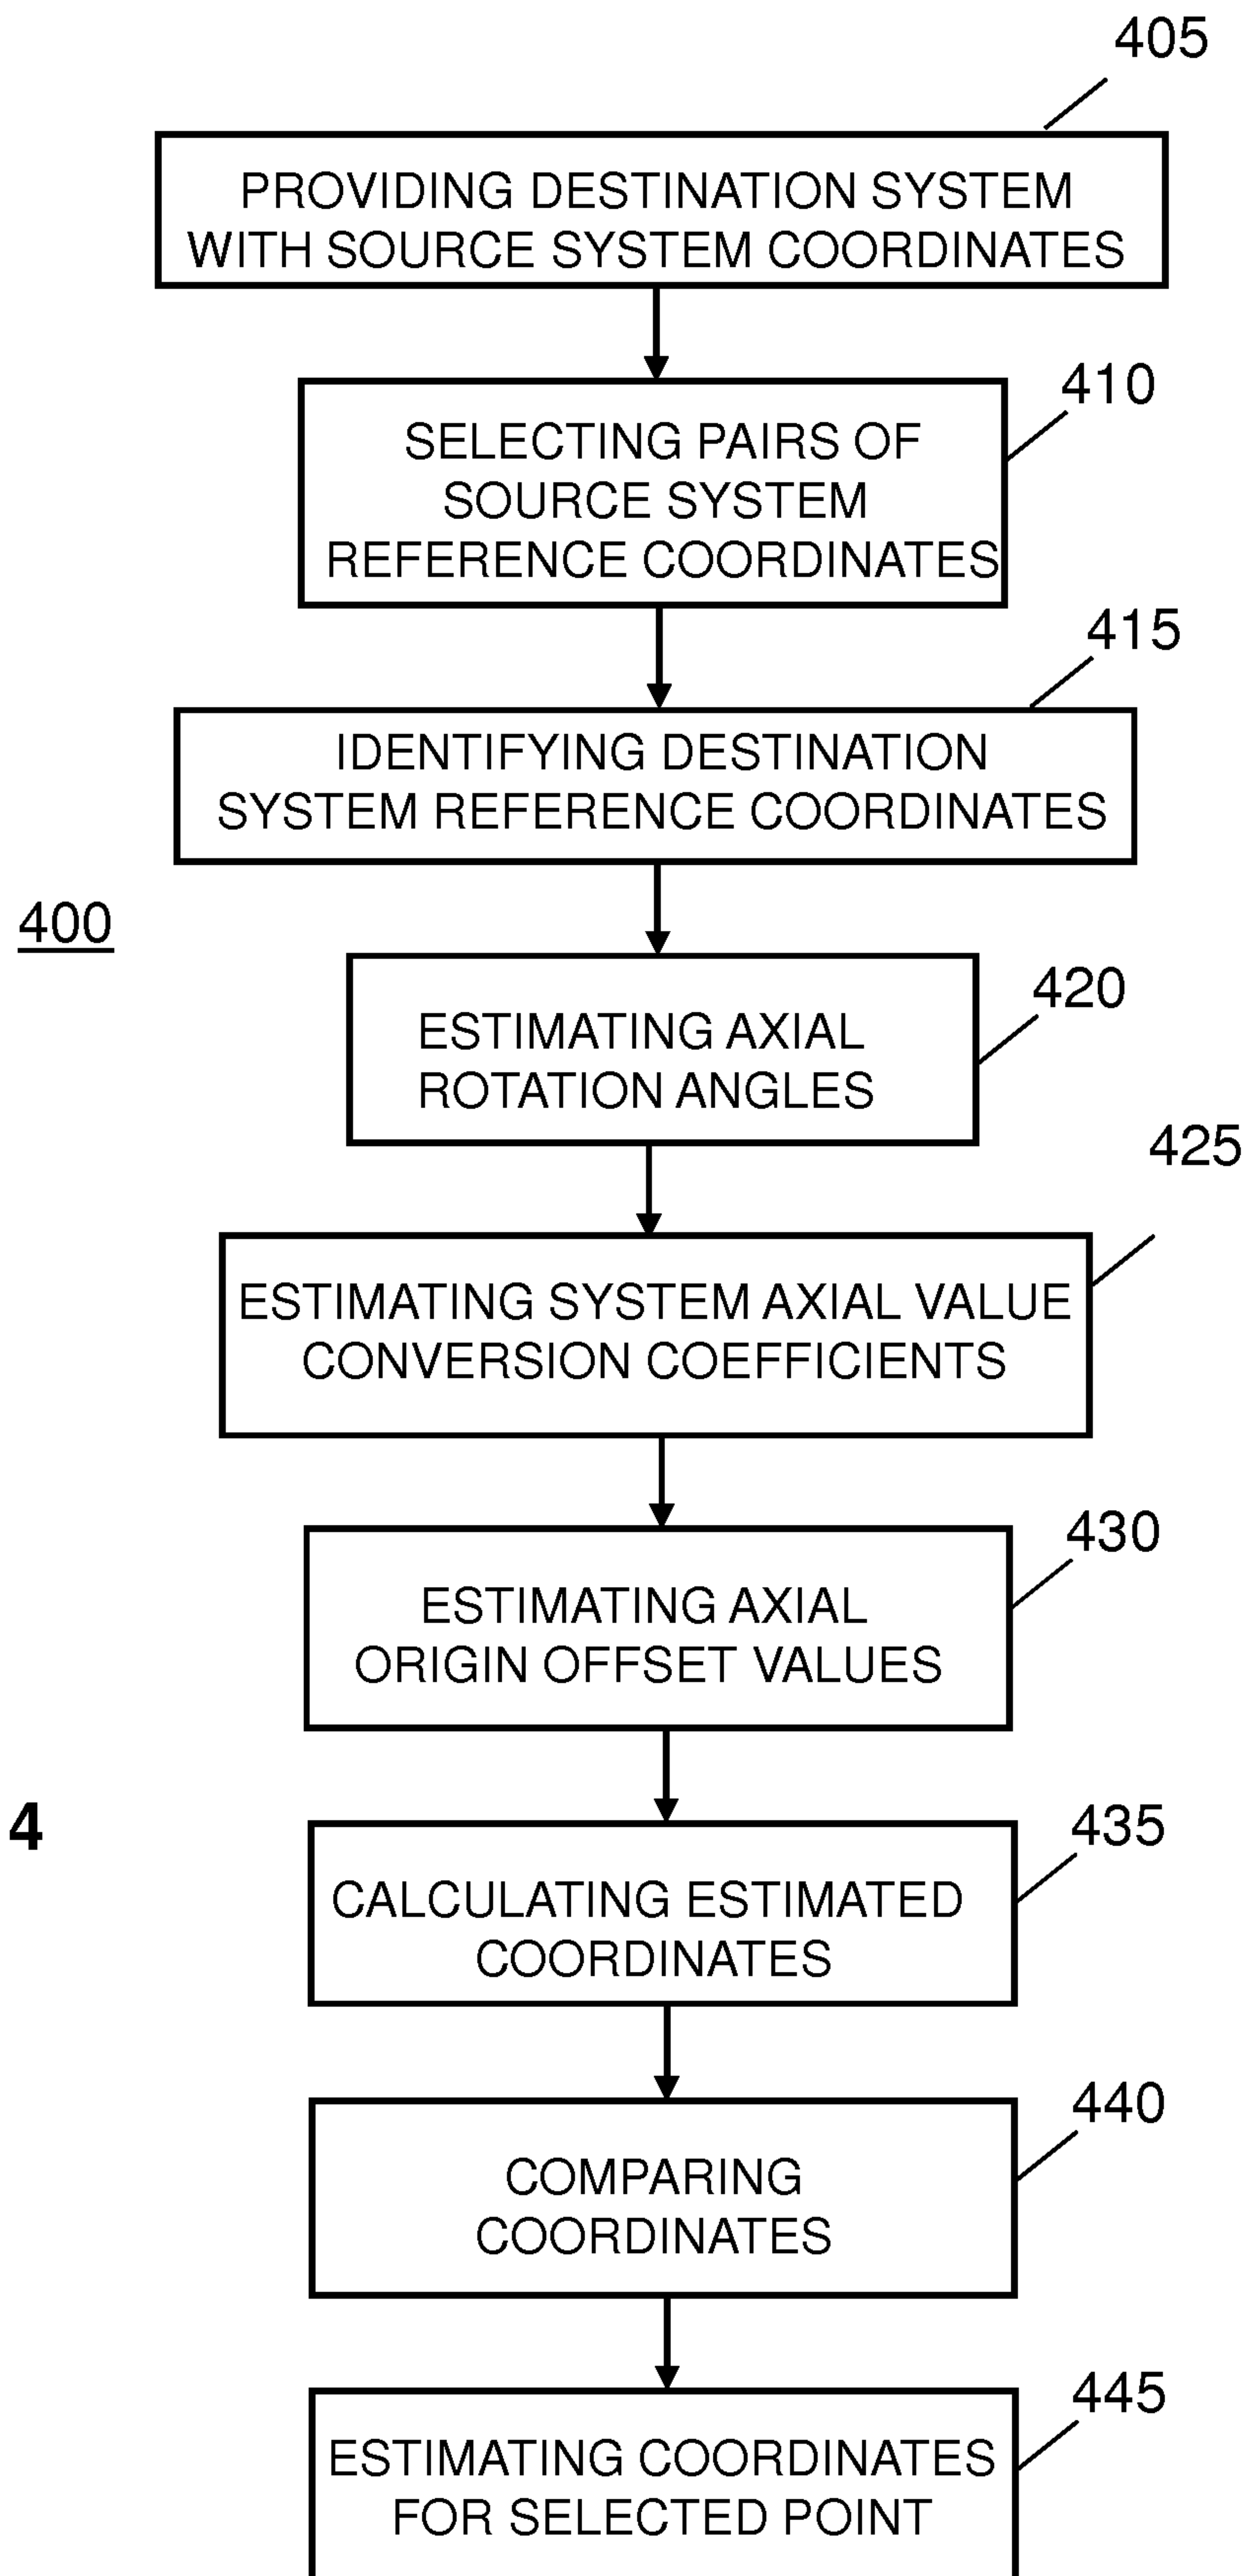 405
PROVIDING DESTINATION SYSTEM
WITH SOURCE SYSTEM COORDINATES
410
SELECTING PAIRS OF
SOURCE SYSTEM
REFERENCE COORDINATES
415
IDENTIFYING DESTINATION
SYSTEM REFERENCE COORDINATES
400
420
ESTIMATING AXIAL
ROTATION ANGLES
425
ESTIMATING SYSTEM AXIAL VALUE
CONVERSION COEFFICIENTS
430
ESTIMATING AXIAL
ORIGIN OFFSET VALUES
4
435
CALCULATING ESTIMATED
COORDINATES
440
COMPARING
COORDINATES
445
ESTIMATING COORDINATES
FOR SELECTED POINT